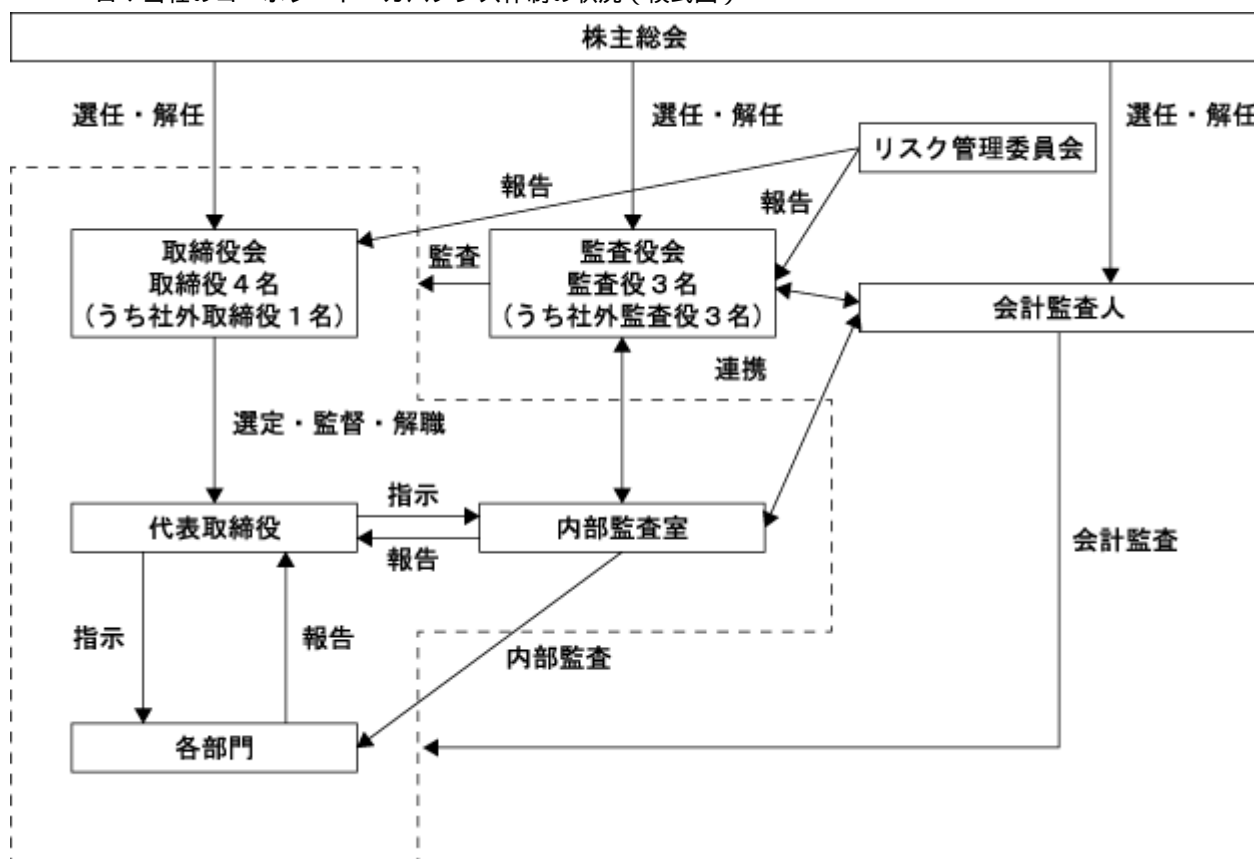 株主総会
選任・解任
選任・解任
選任・解任
リスク管理委員会
報告
報告
取締役会
取締役4名
(うち社外取締役1名)
監査
監査役会
監査役3名
(うち社外監査役3名)
会計監査人
連携
選定・監督・解職
代表取締役
指示
報告
内部監査室
会計監査
指示
報告
内部監査
各部門